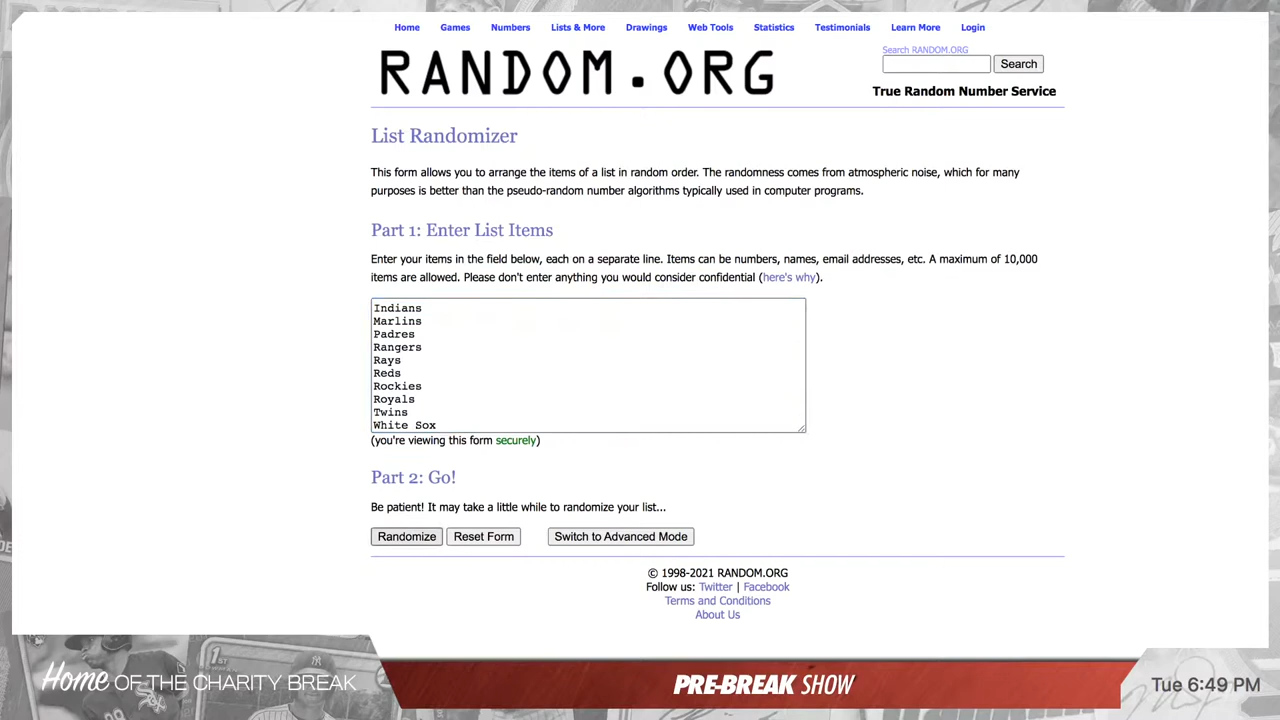 Home Games Numbers Lists & More Drawings Web Tools Statistics Testimonials Learn More Login
RANDOM.ORG
Search RANDOM.ORG
Search
True Random Number Service
List Randomizer
This form allows you to arrange the items of a list in random order. The randomness comes from atmospheric noise, which for many
purposes is better than the pseudo-random number algorithms typically used in computer programs.
Part 1: Enter List Items
Enter your items in the field below, each on a separate line. Items can be numbers, names, email addresses, etc. A maximum of 10,000
items are allowed. Please don't enter anything you would consider confidential (here's why).
Indians
Marlins
Padres
Rangers
Rays
Reds
Rockies
Royals
Twins
White Sox
(you're viewing this form securely)
Part 2: Go!
Be patient! It may take a little while to randomize your list...
Randomize Reset Form Switch to Advanced Mode
© 1998-2021 RANDOM.ORG
Follow us: Twitter | Facebook
Terms and Conditions
About Us
Home OF THE CHARITY BREAK
PRE-BREAK SHOW
Tue 6:49 PM